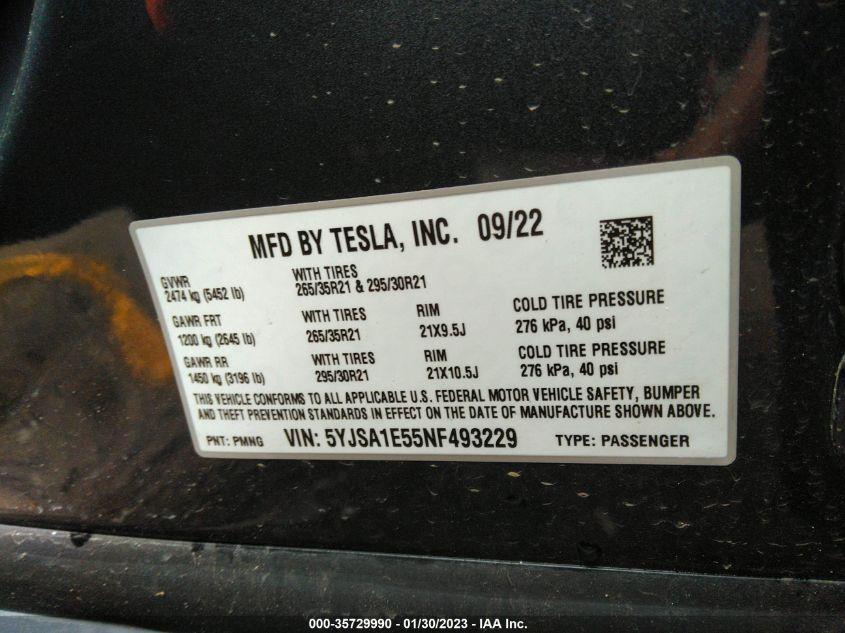 MFD BY TESLA, INC. 09/22
GVWR
2474 kg (5452 lb)
WITH TIRES
265/35R21 & 295/30R21
GAWR FRT
1200 kg (2645 lb)
WITH TIRES
265/35R21
RIM
21X9.5J
COLD TIRE PRESSURE
276 kPa, 40 psi
GAWR RR
1450 kg (3196 lb)
WITH TIRES
295/30R21
RIM
21X10.5J
COLD TIRE PRESSURE
276 kPa, 40 psi
THIS VEHICLE CONFORMS TO ALL APPLICABLE U.S. FEDERAL MOTOR VEHICLE SAFETY, BUMPER
AND THEFT PREVENTION STANDARDS IN EFFECT ON THE DATE OF MANUFACTURE SHOWN ABOVE.
PNT: PMNG VIN: 5YJSA1E55NF493229 TYPE: PASSENGER
000-35729990 - 01/30/2023 - IAA Inc.